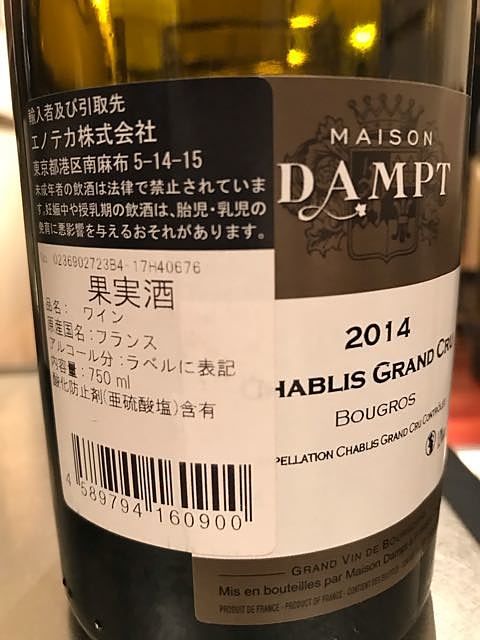 輸入者及び引取先
エノテカ株式会社
東京都港区南麻布5-14-15
未成年者の飲酒は法律で禁止されていま
す。妊娠中や授乳期の飲酒は、胎児・乳児の
発育に悪影響を与えるおそれがあります。
0236902723B4-17H40676
果実酒
品名: ワイン
原産国名:フランス
アルコール分:ラベルに表記
内容量:750 ml
酸化防止剤(亜硫酸塩)含有
4 589794 160900
MAISON
DAMPT
2014
CHABLIS GRAND CRU
BOUGROS
APPELLATION CHABLIS GRAND CRU CONTRÔLÉE
GRAND VIN DE
Mis en bouteilles par Maison Dampt
PRODUIT DE FRANCE - PRODUCT OF FRANCE -